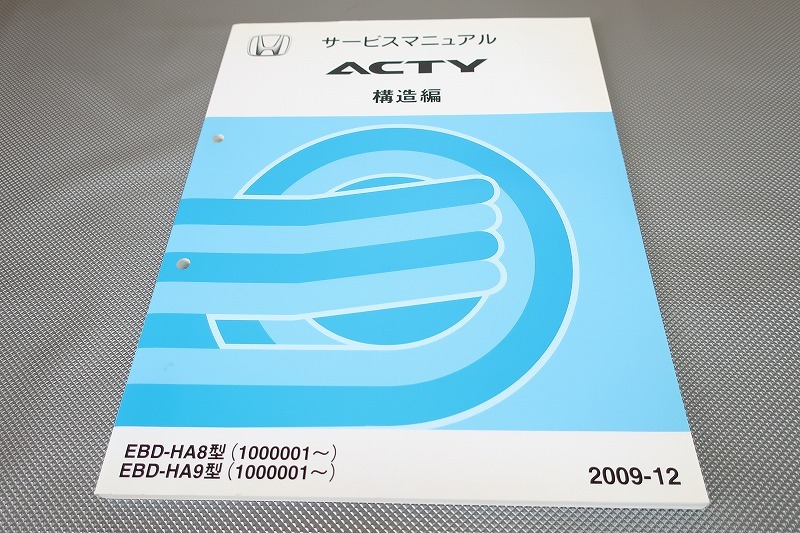 サービスマニュアル
ACTY
構造編
EBD-HA8型(1000001～)
EBD-HA9型(1000001～)
2009-12